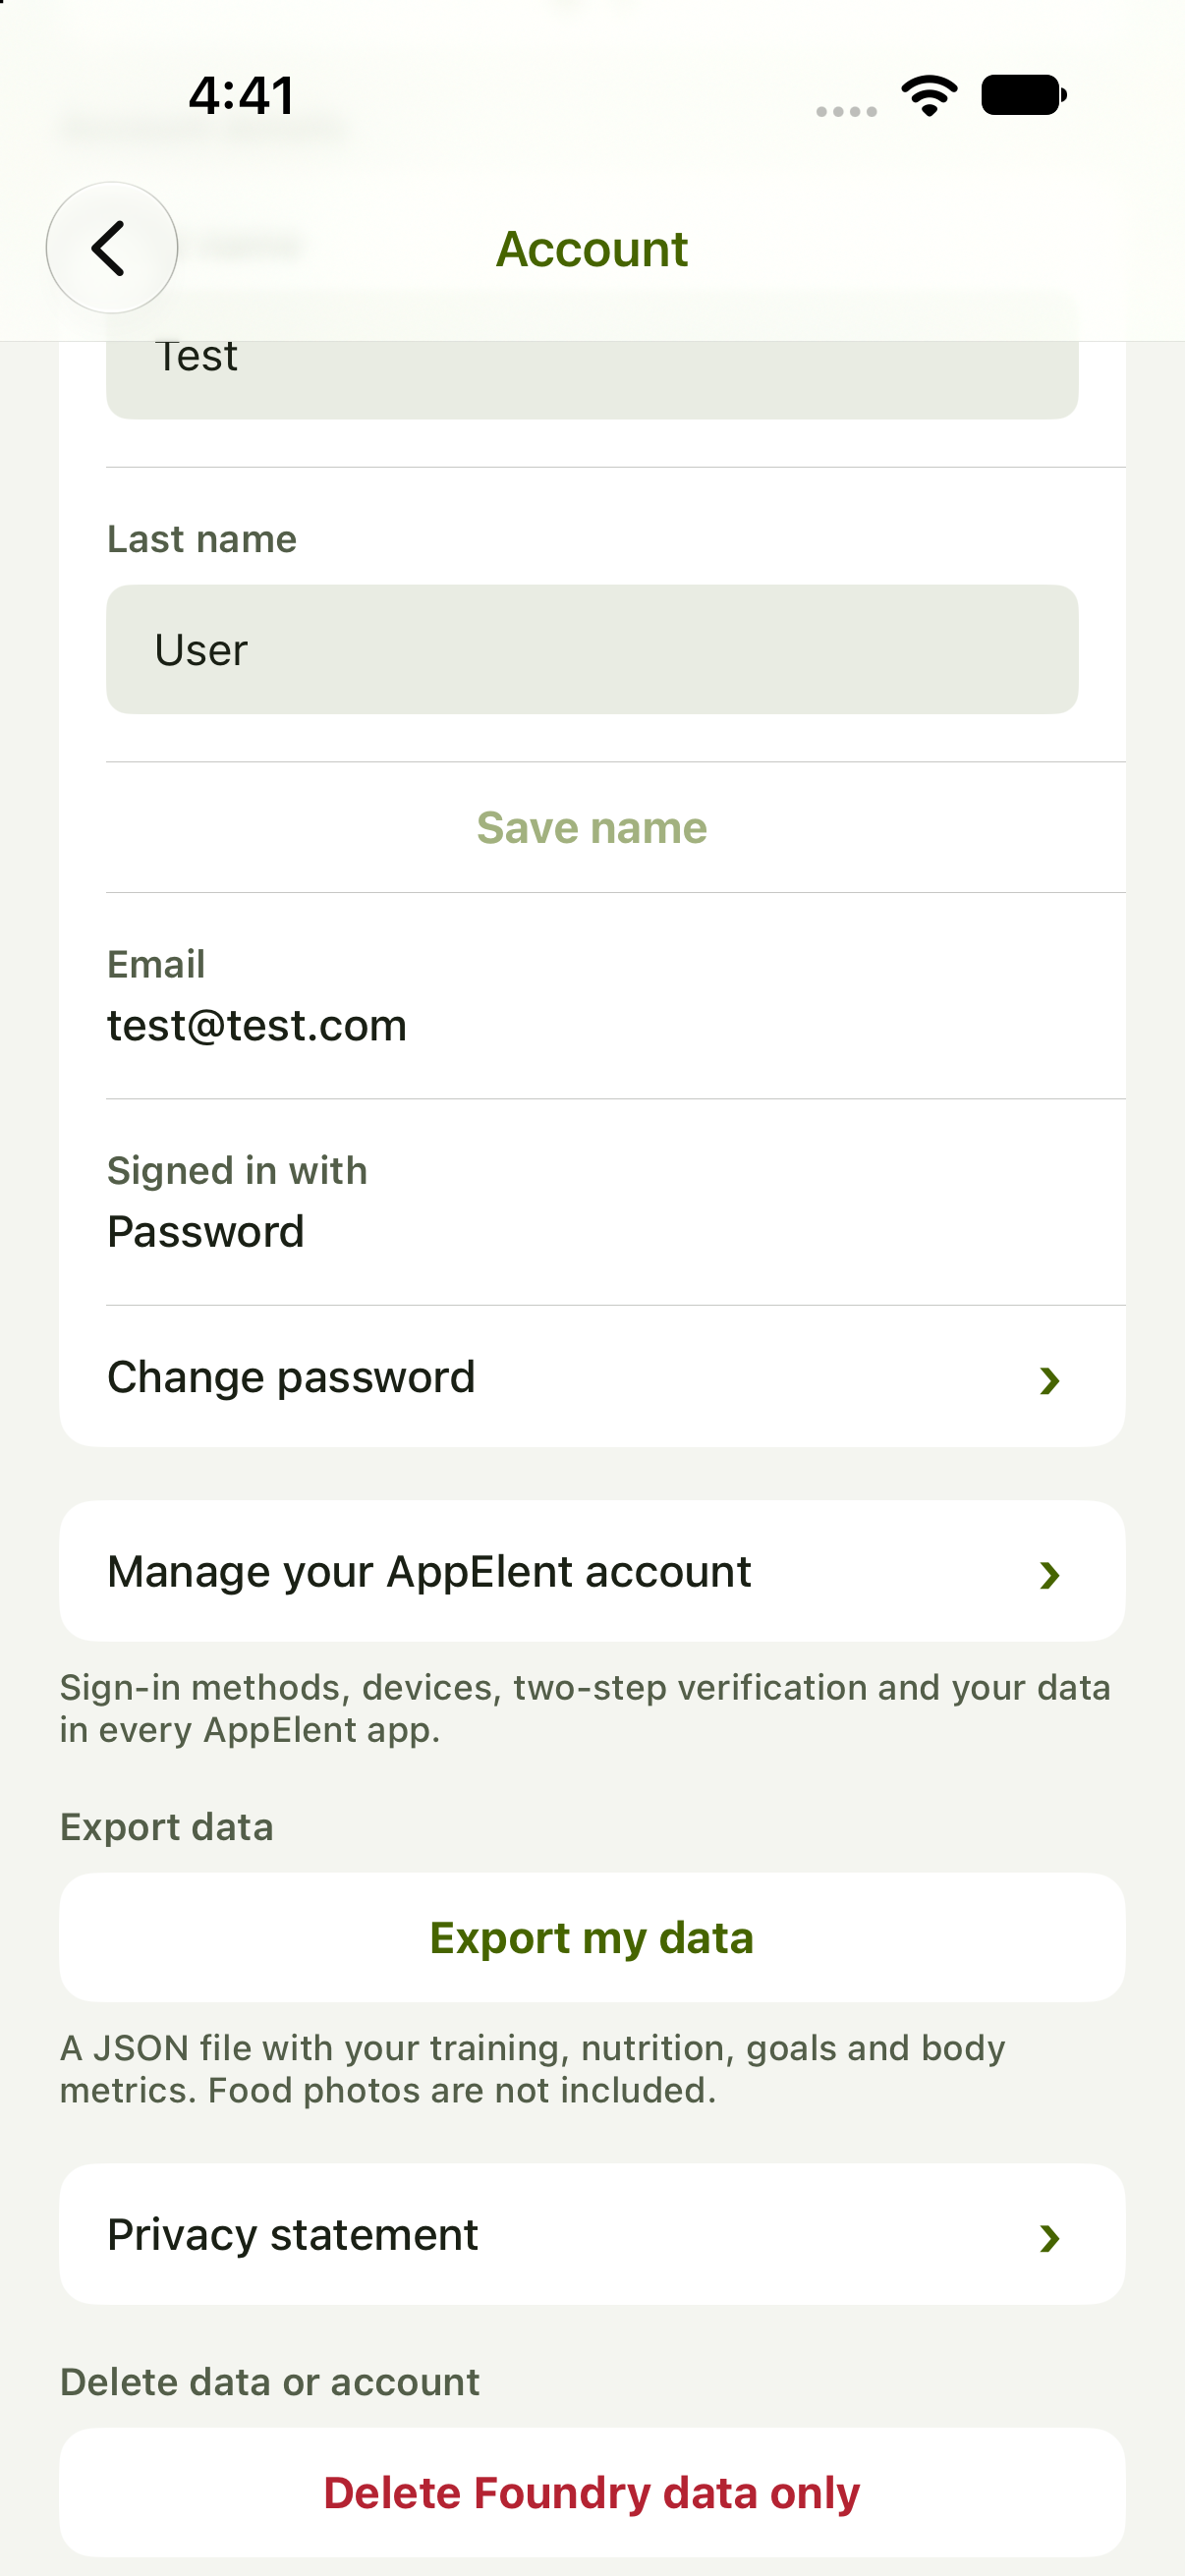 4:41
Account
Test
Last name
User
Save name
Email
test@test.com
Signed in with
Password
Change password
Manage your AppElent account
Sign-in methods, devices, two-step verification and your data
in every AppElent app.
Export data
Export my data
A JSON file with your training, nutrition, goals and body
metrics. Food photos are not included.
Privacy statement
Delete data or account
Delete Foundry data only